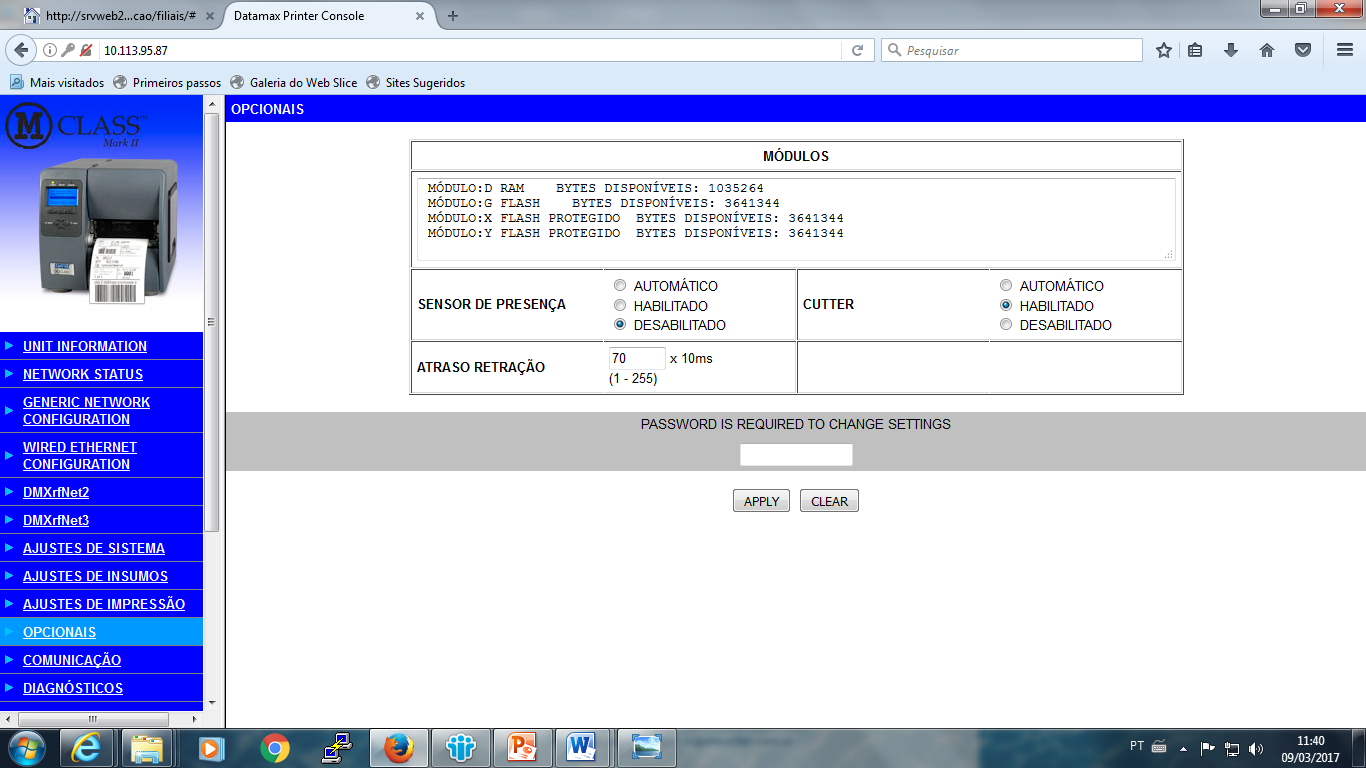 http://srvweb2...cao/filiais/#
Datamax Printer Console
10.113.95.87
Pesquisar
Mais visitados
Primeiros passos
Galeria do Web Slice
Sites Sugeridos
M CLASS™
Mark II
UNIT INFORMATION
NETWORK STATUS
GENERIC NETWORK
CONFIGURATION
WIRED ETHERNET
CONFIGURATION
DMXrfNet2
DMXrfNet3
AJUSTES DE SISTEMA
AJUSTES DE INSUMOS
AJUSTES DE IMPRESSÃO
OPCIONAIS
COMUNICAÇÃO
DIAGNÓSTICOS
OPCIONAIS
MÓDULOS
MÓDULO:D RAM    BYTES DISPONÍVEIS: 1035264
MÓDULO:G FLASH    BYTES DISPONÍVEIS: 3641344
MÓDULO:X FLASH PROTEGIDO  BYTES DISPONÍVEIS: 3641344
MÓDULO:Y FLASH PROTEGIDO  BYTES DISPONÍVEIS: 3641344
SENSOR DE PRESENÇA
AUTOMÁTICO
HABILITADO
DESABILITADO
CUTTER
AUTOMÁTICO
HABILITADO
DESABILITADO
ATRASO RETRAÇÃO
70 x 10ms
(1 - 255)
PASSWORD IS REQUIRED TO CHANGE SETTINGS
APPLY
CLEAR
PT
11:40
09/03/2017